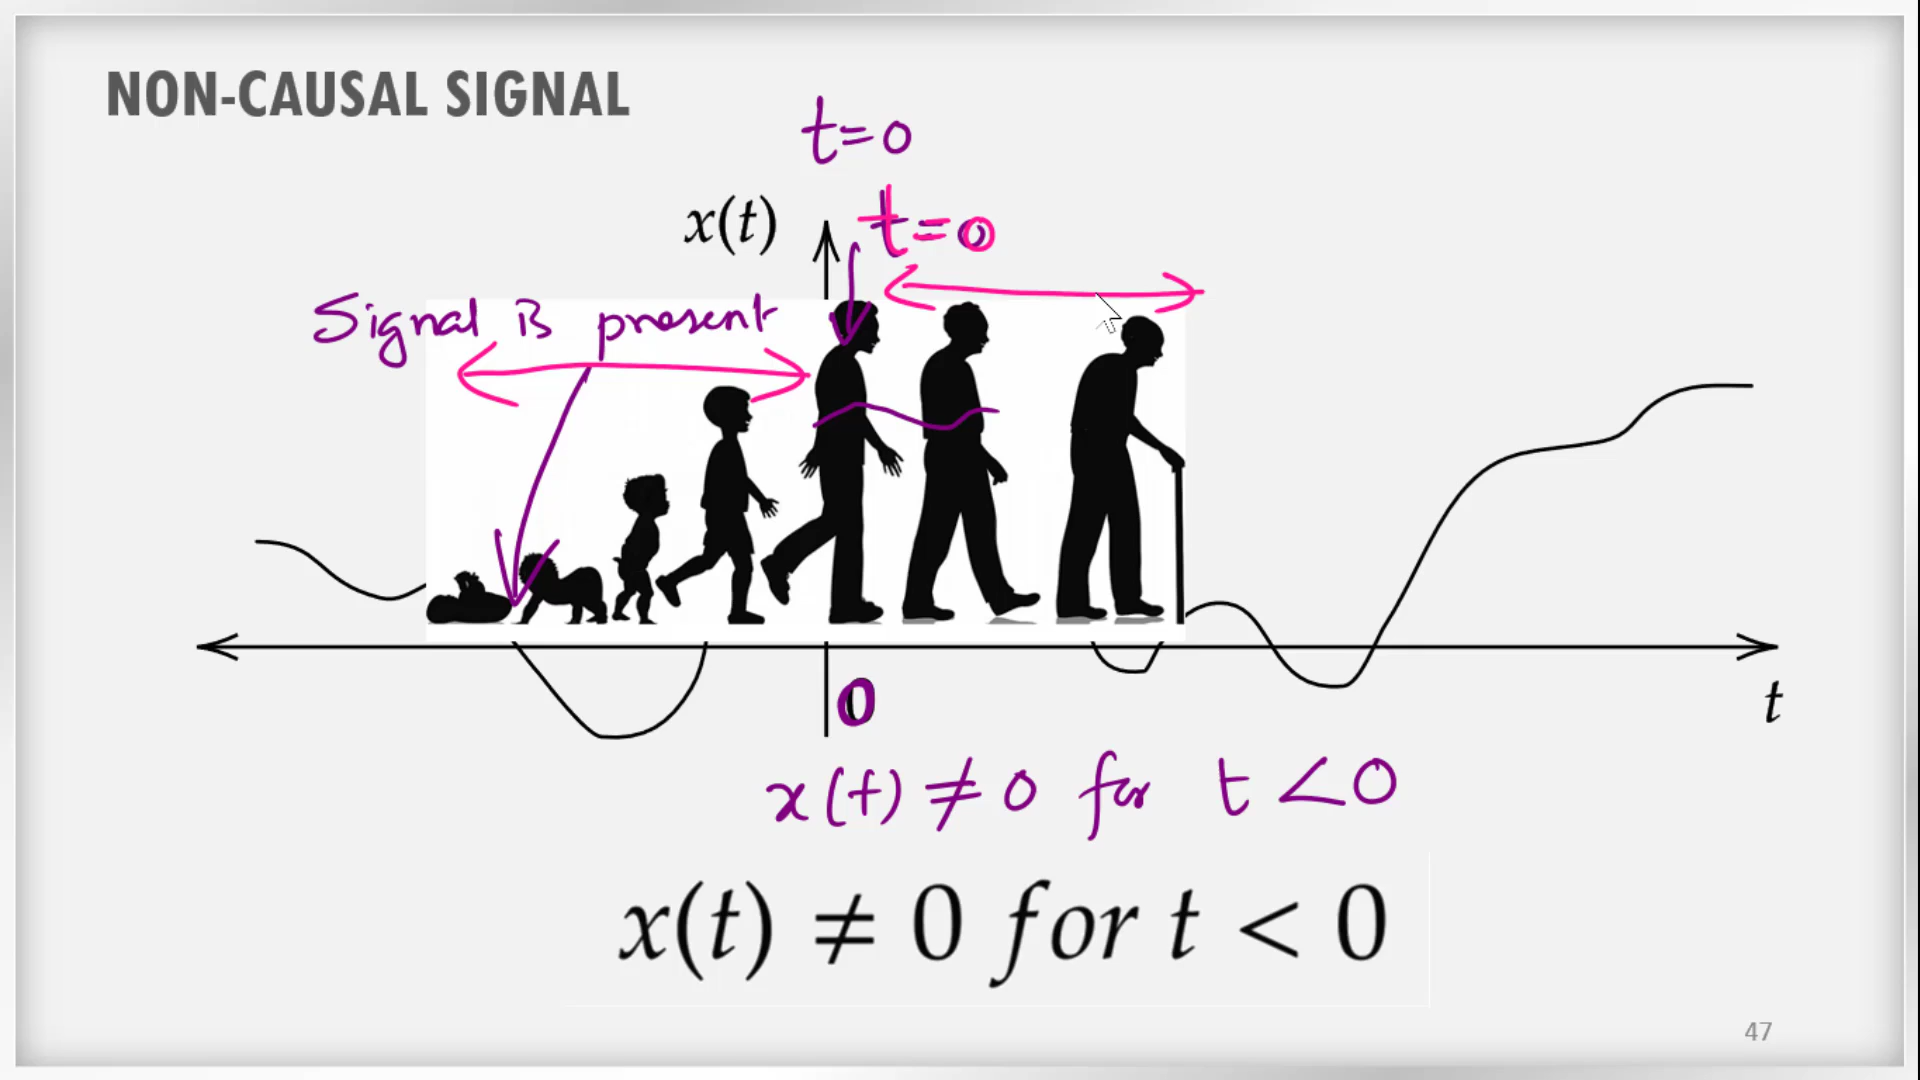 NON-CAUSAL SIGNAL
t=0
x(t)
t=0
Signal is present
0
t
x(t) ≠ 0 for t < 0
x(t) ≠ 0 for t < 0
47